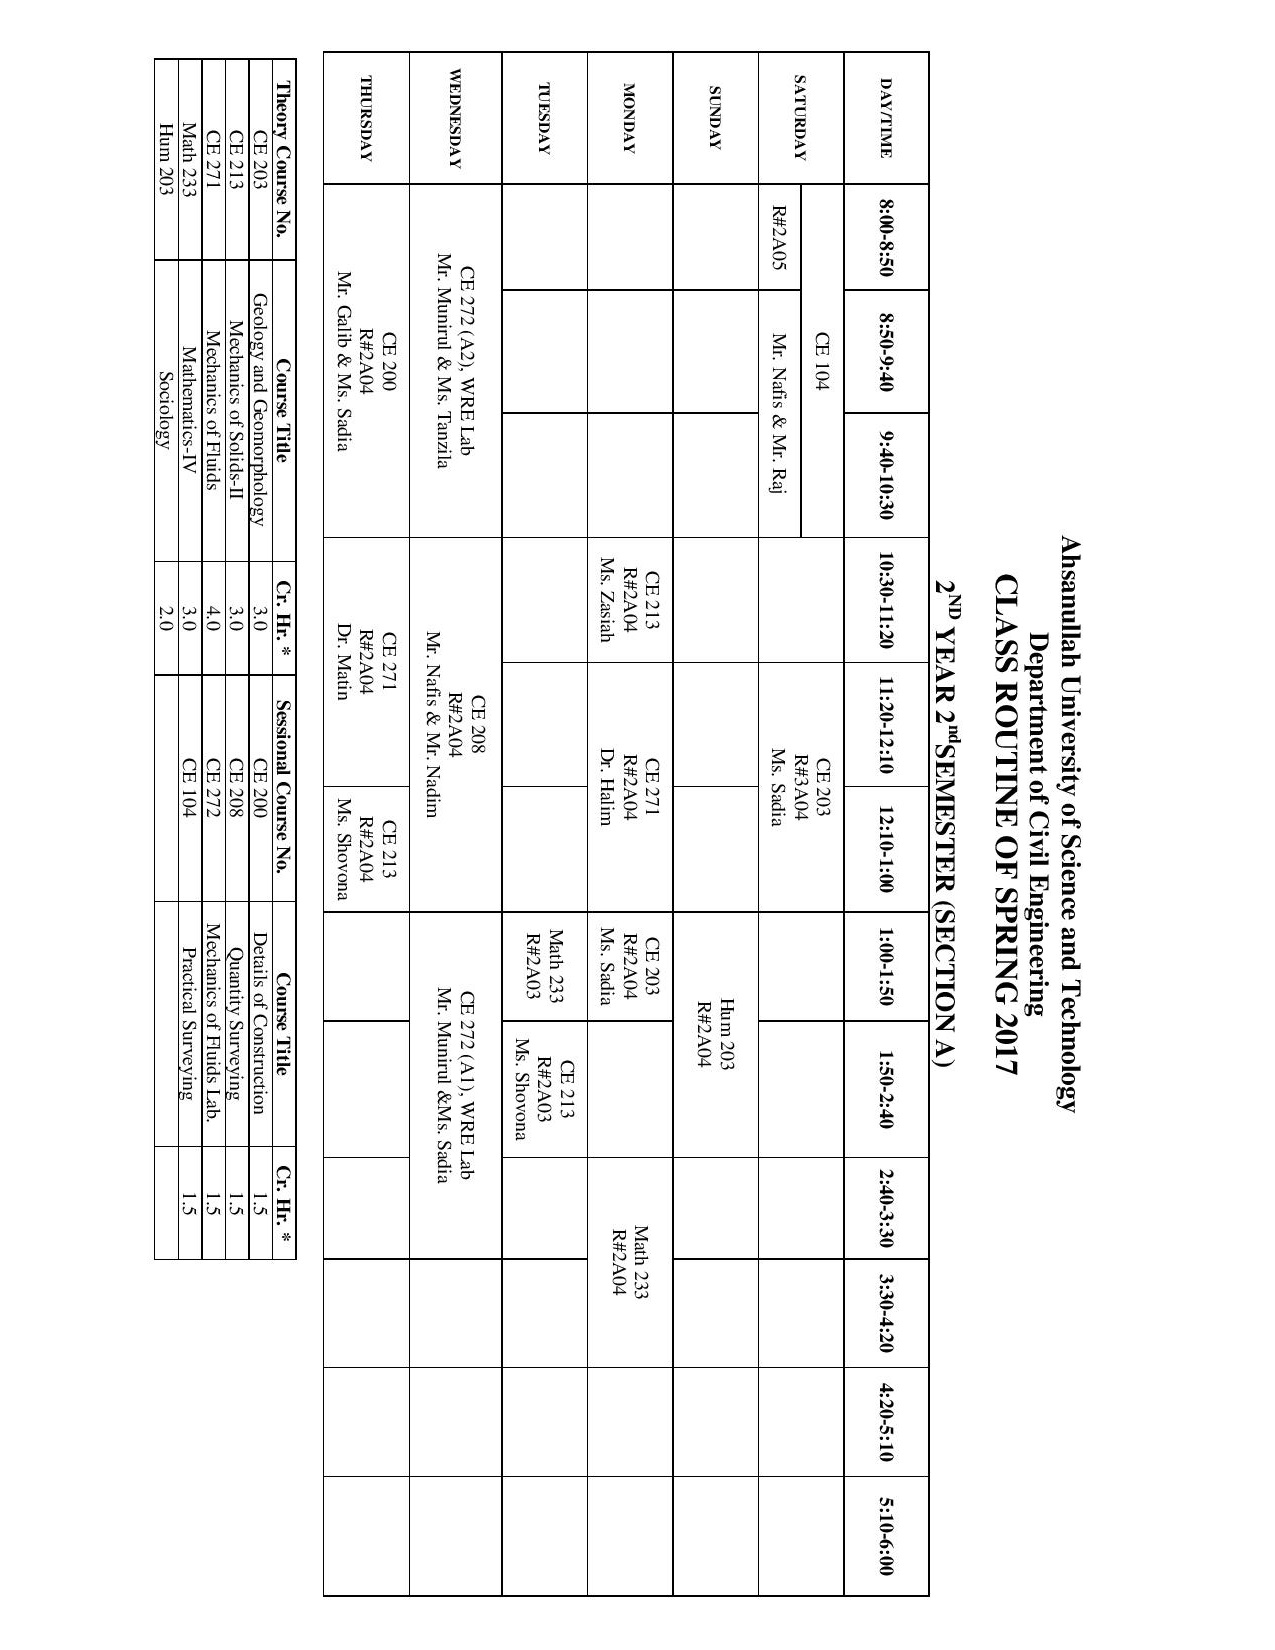 Ahsanullah University of Science and Technology
Department of Civil Engineering
CLASS ROUTINE OF SPRING 2017
2ND YEAR 2nd SEMESTER (SECTION A)
DAY/TIME 8:00-8:50 8:50-9:40 9:40-10:30 10:30-11:20 11:20-12:10 12:10-1:00 1:00-1:50 1:50-2:40 2:40-3:30 3:30-4:20 4:20-5:10 5:10-6:00
SATURDAY
CE 104
R#2A05
Mr. Nafis & Mr. Raj
CE 203
R#3A04
Ms. Sadia
SUNDAY
Hum 203
R#2A04
MONDAY
CE 213
R#2A04
Ms. Zasiah
CE 271
R#2A04
Dr. Halim
CE 203
R#2A04
Ms. Sadia
Math 233
R#2A04
TUESDAY
Math 233
R#2A03
CE 213
R#2A03
Ms. Shovona
WEDNESDAY
CE 272 (A2), WRE Lab
Mr. Munirul & Ms. Tanzila
CE 208
R#2A04
Mr. Nafis & Mr. Nadim
CE 272 (A1), WRE Lab
Mr. Munirul &Ms. Sadia
THURSDAY
CE 200
R#2A04
Mr. Galib & Ms. Sadia
CE 271
R#2A04
Dr. Matin
CE 213
R#2A04
Ms. Shovona
Theory Course No. Course Title Cr. Hr. * Sessional Course No. Course Title Cr. Hr. *
CE 203 Geology and Geomorphology 3.0 CE 200 Details of Construction 1.5
CE 213 Mechanics of Solids-II 3.0 CE 208 Quantity Surveying 1.5
CE 271 Mechanics of Fluids 4.0 CE 272 Mechanics of Fluids Lab. 1.5
Math 233 Mathematics-IV 3.0 CE 104 Practical Surveying 1.5
Hum 203 Sociology 2.0